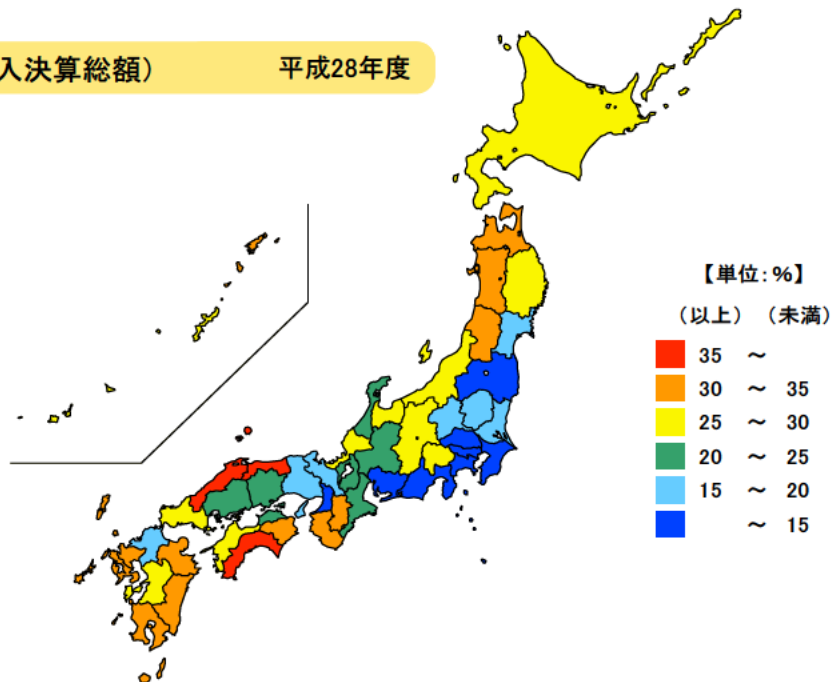 入決算総額） 平成28年度
【単位：％】
（以上）（未満）
35 ～
30 ～ 35
25 ～ 30
20 ～ 25
15 ～ 20
～ 15